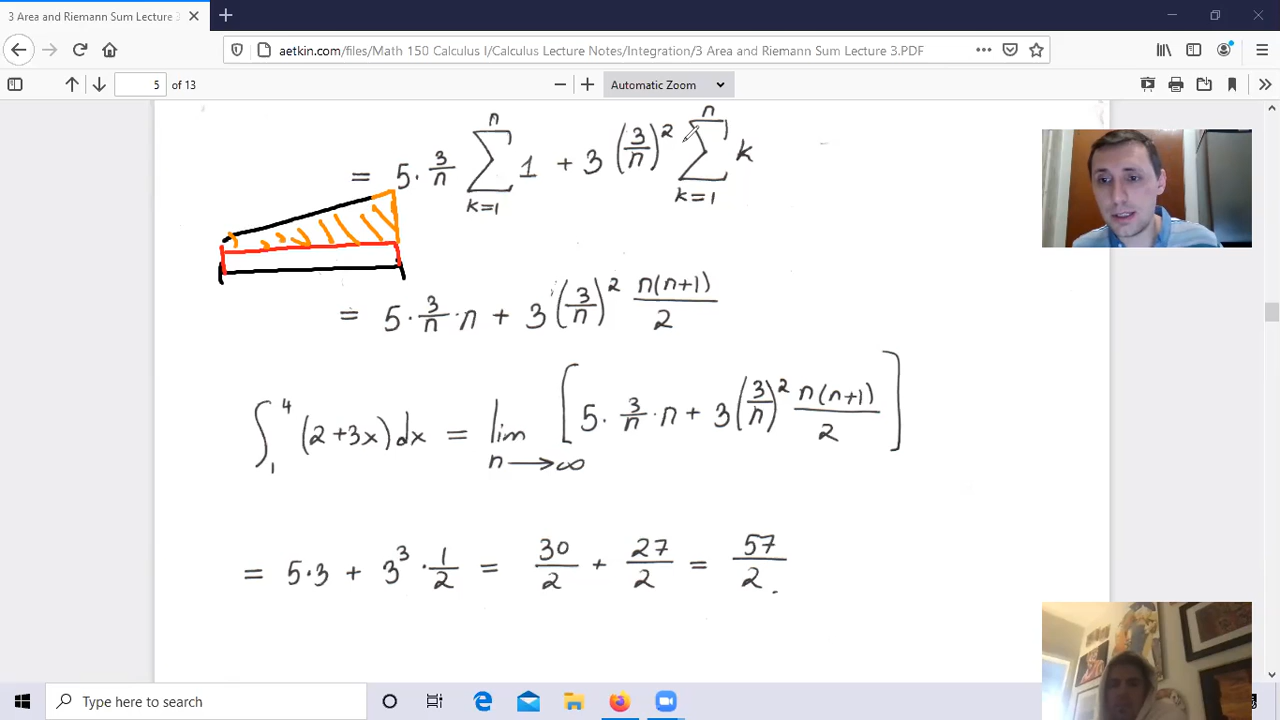 3 Area and Riemann Sum Lecture 3
aetkin.com/files/Math 150 Calculus I/Calculus Lecture Notes/Integration/3 Area and Riemann Sum Lecture 3.PDF
5 of 13
Automatic Zoom
= 5 · 3/n ∑_{k=1}^{n} 1 + 3 (3/n)^2 ∑_{k=1}^{n} k
= 5 · 3/n · n + 3 (3/n)^2 n(n+1)/2
∫_1^4 (2+3x)dx = lim_{n→∞} [5 · 3/n · n + 3 (3/n)^2 n(n+1)/2]
= 5·3 + 3^3 · 1/2 = 30/2 + 27/2 = 57/2 .
Type here to search